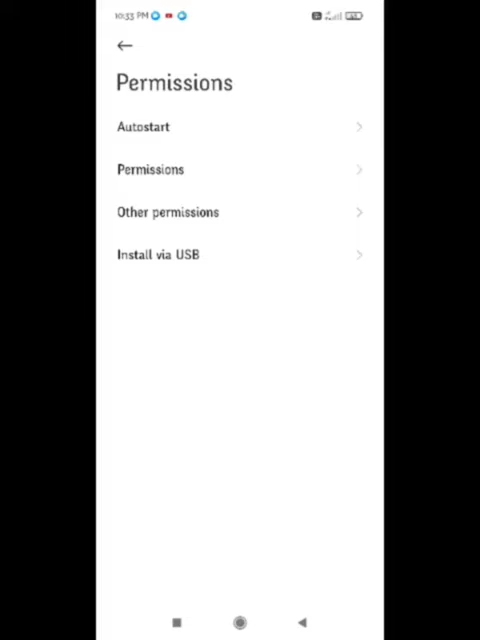 10:33 PM
Permissions
Autostart
Permissions
Other permissions
Install via USB